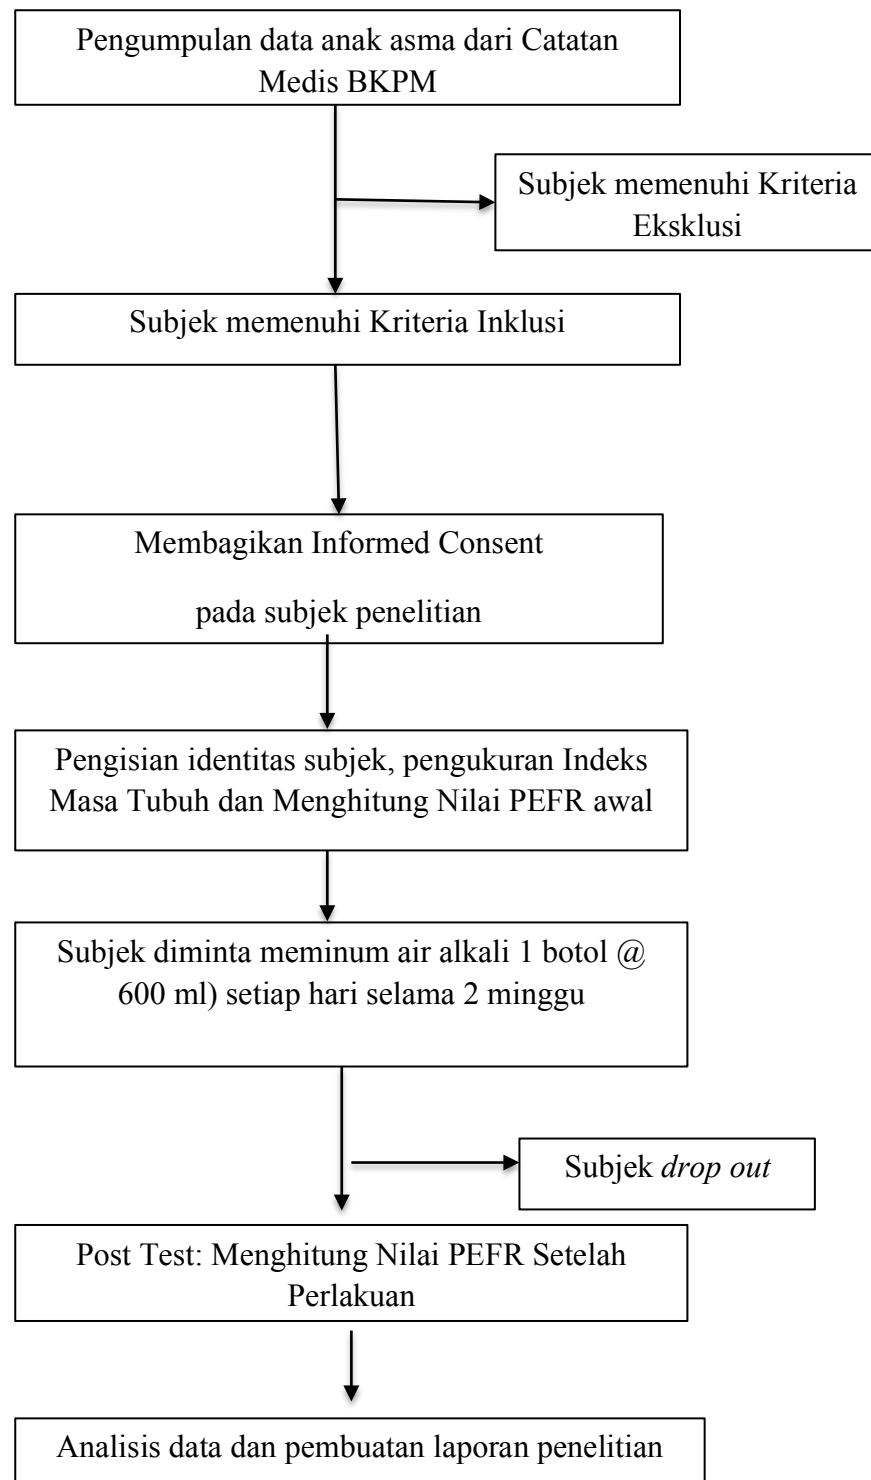 Pengumpulan data anak asma dari Catatan
Medis BKPM
Subjek memenuhi Kriteria
Eksklusi
Subjek memenuhi Kriteria Inklusi
Membagikan Informed Consent
pada subjek penelitian
Pengisian identitas subjek, pengukuran Indeks
Masa Tubuh dan Menghitung Nilai PEFR awal
Subjek diminta meminum air alkali 1 botol @
600 ml) setiap hari selama 2 minggu
Subjek drop out
Post Test: Menghitung Nilai PEFR Setelah
Perlakuan
Analisis data dan pembuatan laporan penelitian